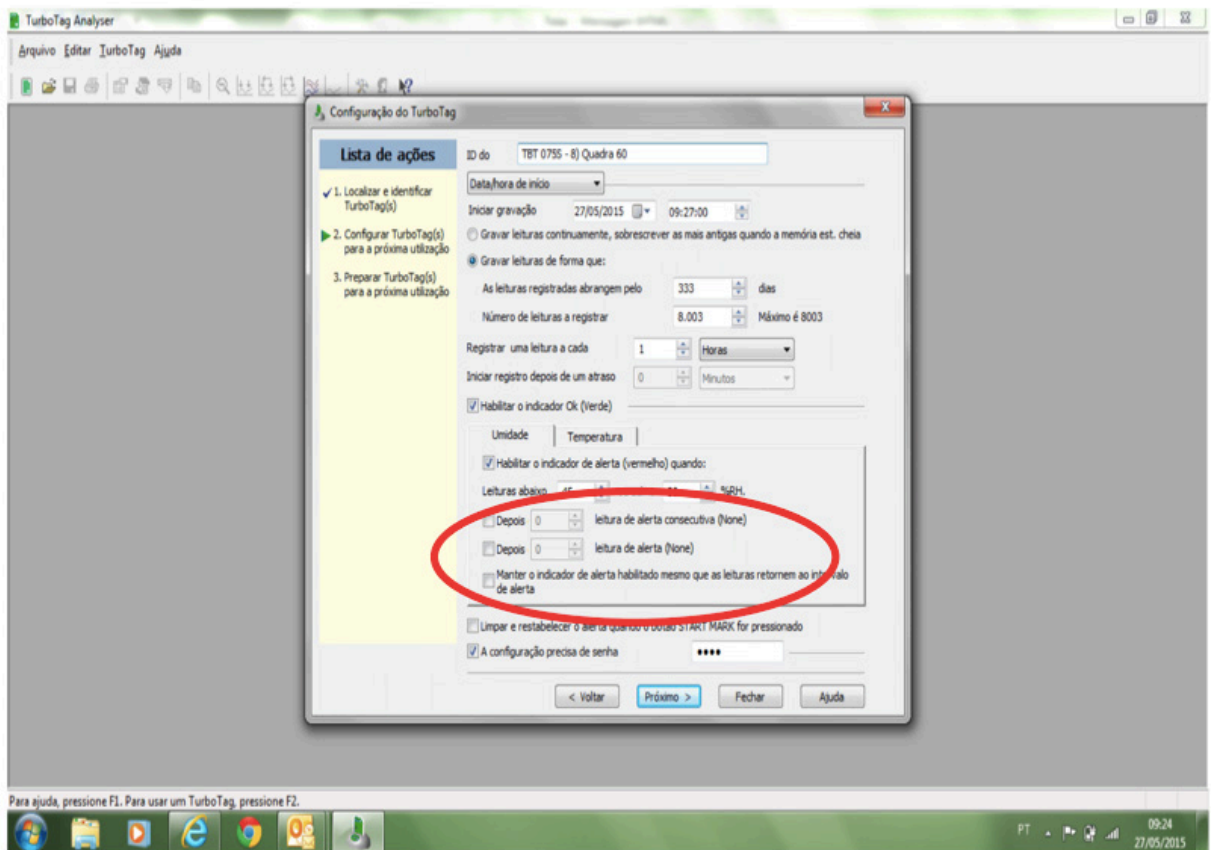 TurboTag Analyser
Arquivo Editar TurboTag Ajuda
Configuração do TurboTag
Lista de ações
1. Localizar e identificar
TurboTag(s)
2. Configurar TurboTag(s)
para a próxima utilização
3. Preparar TurboTag(s)
para a próxima utilização
ID do TBT 0755 - 8) Quadra 60
Data/hora de início
Iniciar gravação 27/05/2015 09:27:00
Gravar leituras continuamente, sobrescrever as mais antigas quando a memória est. cheia
Gravar leituras de forma que:
As leituras registradas abrangem pelo 333 dias
Número de leituras a registrar 8.003 Máximo é 8003
Registrar uma leitura a cada 1 Horas
Iniciar registro depois de um atraso 0 Minutos
Habilitar o indicador Ok (Verde)
Umidade Temperatura
Habilitar o indicador de alerta (vermelho) quando:
Leituras abaixo %RH.
Depois 0 leitura de alerta consecutiva (None)
Depois 0 leitura de alerta (None)
Manter o indicador de alerta habilitado mesmo que as leituras retornem ao intervalo
de alerta
Limpar e restabelecer o alerta quando o botão START MARK for pressionado
A configuração precisa de senha ••••
< Voltar Próximo > Fechar Ajuda
Para ajuda, pressione F1. Para usar um TurboTag, pressione F2.
PT 09:24
27/05/2015